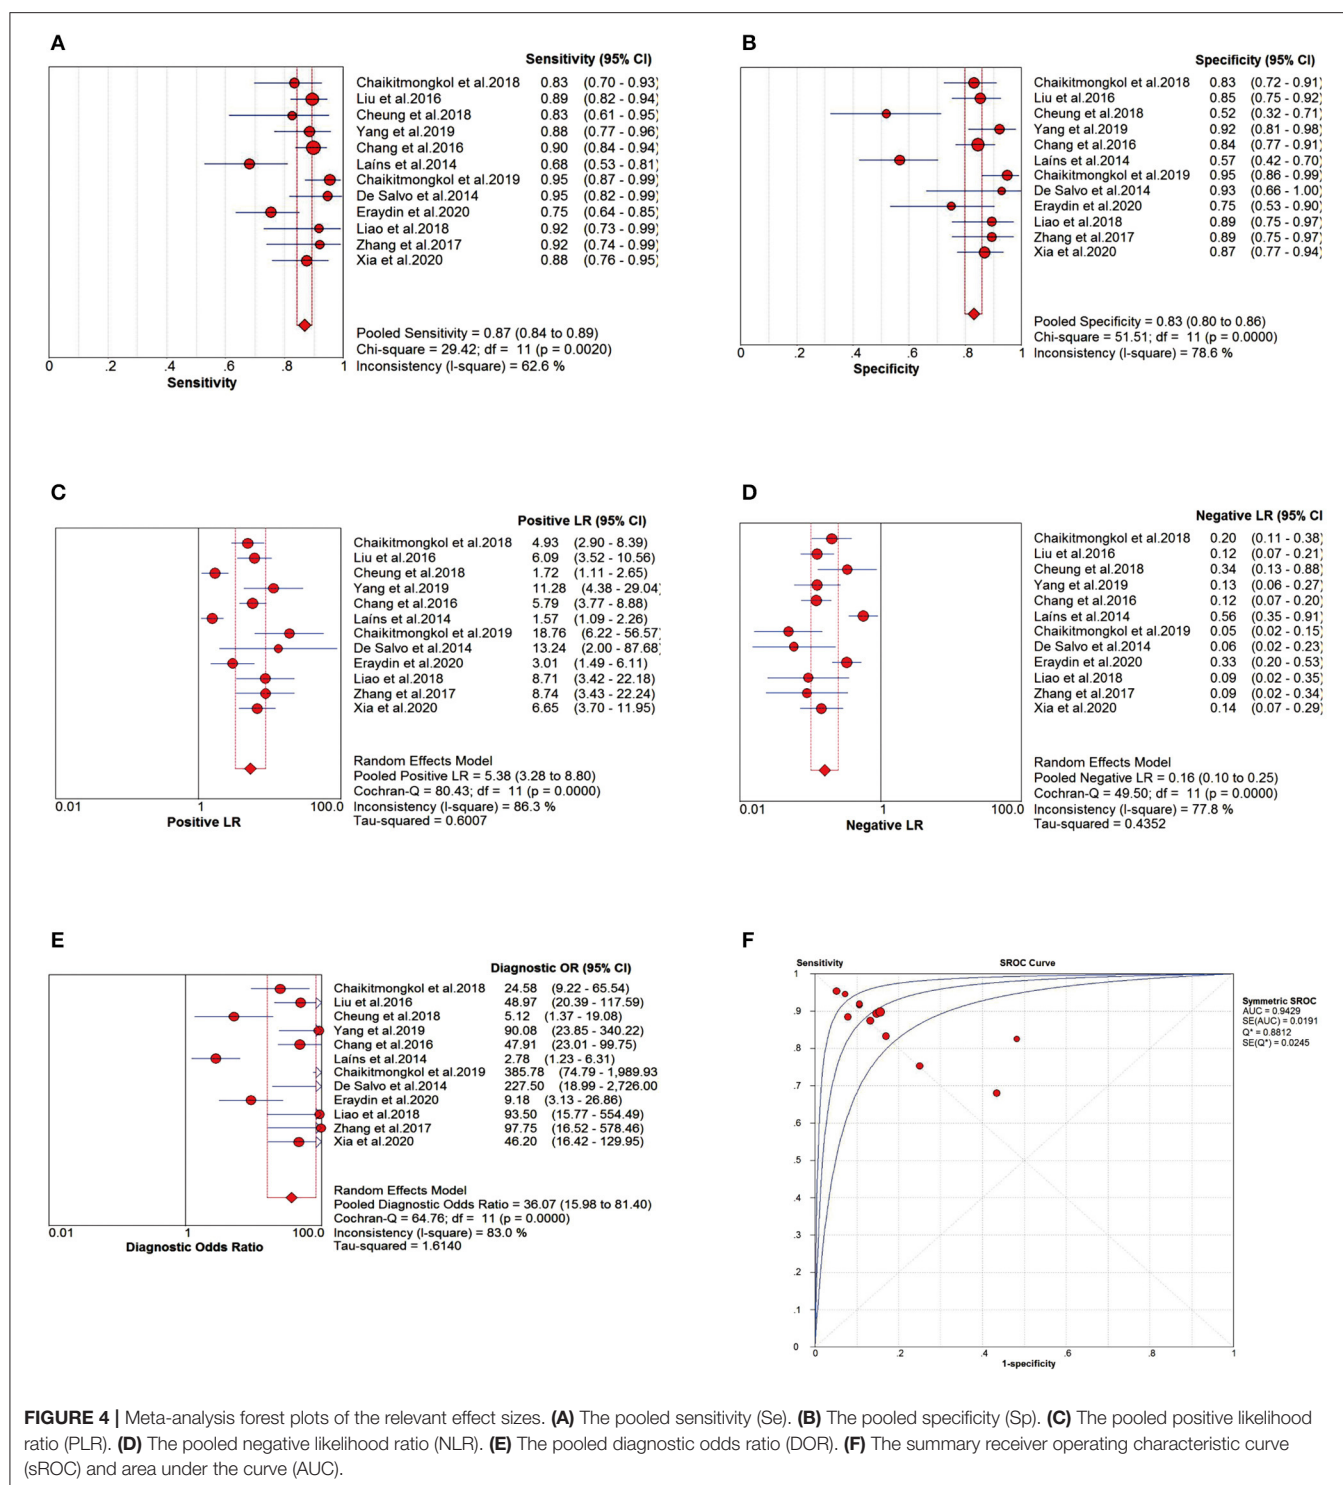 A
Sensitivity (95% CI)
Chaikitmongkol et al.2018 0.83 (0.70 - 0.93)
Liu et al.2016 0.89 (0.82 - 0.94)
Cheung et al.2018 0.83 (0.61 - 0.95)
Yang et al.2019 0.88 (0.77 - 0.96)
Chang et al.2016 0.90 (0.84 - 0.94)
Laíns et al.2014 0.68 (0.53 - 0.81)
Chaikitmongkol et al.2019 0.95 (0.87 - 0.99)
De Salvo et al.2014 0.95 (0.82 - 0.99)
Eraydin et al.2020 0.75 (0.64 - 0.85)
Liao et al.2018 0.92 (0.73 - 0.99)
Zhang et al.2017 0.92 (0.74 - 0.99)
Xia et al.2020 0.88 (0.76 - 0.95)
Pooled Sensitivity = 0.87 (0.84 to 0.89)
Chi-square = 29.42; df = 11 (p = 0.0020)
Inconsistency (I-square) = 62.6 %
0 .2 .4 .6 .8 1
Sensitivity
B
Specificity (95% CI)
Chaikitmongkol et al.2018 0.83 (0.72 - 0.91)
Liu et al.2016 0.85 (0.75 - 0.92)
Cheung et al.2018 0.52 (0.32 - 0.71)
Yang et al.2019 0.92 (0.81 - 0.98)
Chang et al.2016 0.84 (0.77 - 0.91)
Laíns et al.2014 0.57 (0.42 - 0.70)
Chaikitmongkol et al.2019 0.95 (0.86 - 0.99)
De Salvo et al.2014 0.93 (0.66 - 1.00)
Eraydin et al.2020 0.75 (0.53 - 0.90)
Liao et al.2018 0.89 (0.75 - 0.97)
Zhang et al.2017 0.89 (0.75 - 0.97)
Xia et al.2020 0.87 (0.77 - 0.94)
Pooled Specificity = 0.83 (0.80 to 0.86)
Chi-square = 51.51; df = 11 (p = 0.0000)
Inconsistency (I-square) = 78.6 %
0 .2 .4 .6 .8 1
Specificity
C
Positive LR (95% CI)
Chaikitmongkol et al.2018 4.93 (2.90 - 8.39)
Liu et al.2016 6.09 (3.52 - 10.56)
Cheung et al.2018 1.72 (1.11 - 2.65)
Yang et al.2019 11.28 (4.38 - 29.04)
Chang et al.2016 5.79 (3.77 - 8.88)
Laíns et al.2014 1.57 (1.09 - 2.26)
Chaikitmongkol et al.2019 18.76 (6.22 - 56.57)
De Salvo et al.2014 13.24 (2.00 - 87.68)
Eraydin et al.2020 3.01 (1.49 - 6.11)
Liao et al.2018 8.71 (3.42 - 22.18)
Zhang et al.2017 8.74 (3.43 - 22.24)
Xia et al.2020 6.65 (3.70 - 11.95)
Random Effects Model
Pooled Positive LR = 5.38 (3.28 to 8.80)
Cochran-Q = 80.43; df = 11 (p = 0.0000)
Inconsistency (I-square) = 86.3 %
Tau-squared = 0.6007
0.01 1 100.0
Positive LR
D
Negative LR (95% CI
Chaikitmongkol et al.2018 0.20 (0.11 - 0.38)
Liu et al.2016 0.12 (0.07 - 0.21)
Cheung et al.2018 0.34 (0.13 - 0.88)
Yang et al.2019 0.13 (0.06 - 0.27)
Chang et al.2016 0.12 (0.07 - 0.20)
Laíns et al.2014 0.56 (0.35 - 0.91)
Chaikitmongkol et al.2019 0.05 (0.02 - 0.15)
De Salvo et al.2014 0.06 (0.02 - 0.23)
Eraydin et al.2020 0.33 (0.20 - 0.53)
Liao et al.2018 0.09 (0.02 - 0.35)
Zhang et al.2017 0.09 (0.02 - 0.34)
Xia et al.2020 0.14 (0.07 - 0.29)
Random Effects Model
Pooled Negative LR = 0.16 (0.10 to 0.25)
Cochran-Q = 49.50; df = 11 (p = 0.0000)
Inconsistency (I-square) = 77.8 %
Tau-squared = 0.4352
0.01 1 100.0
Negative LR
E
Diagnostic OR (95% CI)
Chaikitmongkol et al.2018 24.58 (9.22 - 65.54)
Liu et al.2016 48.97 (20.39 - 117.59)
Cheung et al.2018 5.12 (1.37 - 19.08)
Yang et al.2019 90.08 (23.85 - 340.22)
Chang et al.2016 47.91 (23.01 - 99.75)
Laíns et al.2014 2.78 (1.23 - 6.31)
Chaikitmongkol et al.2019 385.78 (74.79 - 1,989.93
De Salvo et al.2014 227.50 (18.99 - 2,726.00
Eraydin et al.2020 9.18 (3.13 - 26.86)
Liao et al.2018 93.50 (15.77 - 554.49)
Zhang et al.2017 97.75 (16.52 - 578.46)
Xia et al.2020 46.20 (16.42 - 129.95)
Random Effects Model
Pooled Diagnostic Odds Ratio = 36.07 (15.98 to 81.40)
Cochran-Q = 64.76; df = 11 (p = 0.0000)
Inconsistency (I-square) = 83.0 %
Tau-squared = 1.6140
0.01 1 100.0
Diagnostic Odds Ratio
F
Sensitivity SROC Curve
1
.9
.8
.7
.6
.5
.4
.3
.2
.1
0
0 .2 .4 .6 .8 1
1-specificity
Symmetric SROC
AUC = 0.9429
SE(AUC) = 0.0191
Q* = 0.8812
SE(Q*) = 0.0245
FIGURE 4 | Meta-analysis forest plots of the relevant effect sizes. (A) The pooled sensitivity (Se). (B) The pooled specificity (Sp). (C) The pooled positive likelihood
ratio (PLR). (D) The pooled negative likelihood ratio (NLR). (E) The pooled diagnostic odds ratio (DOR). (F) The summary receiver operating characteristic curve
(sROC) and area under the curve (AUC).